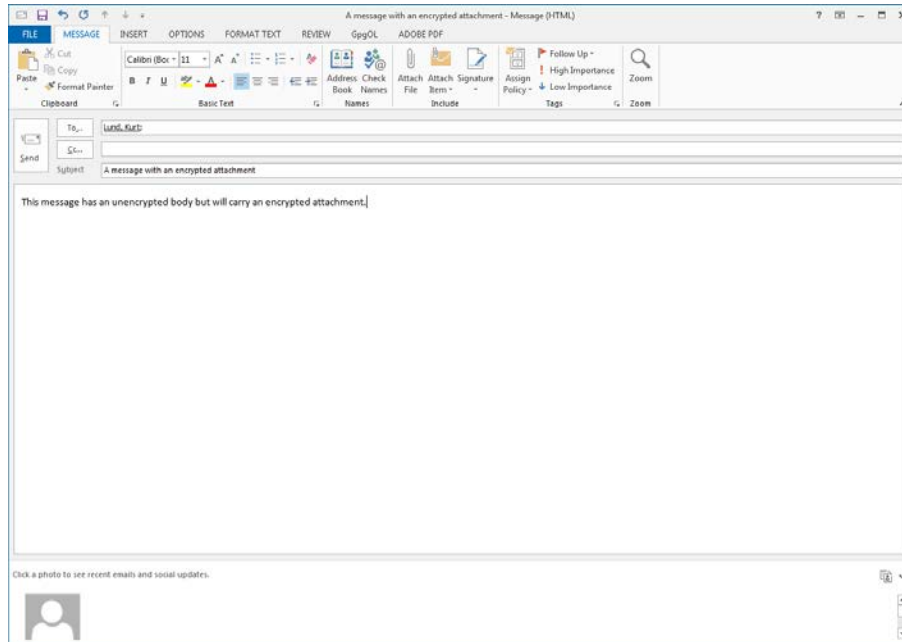 A message with an encrypted attachment - Message (HTML)
FILE MESSAGE INSERT OPTIONS FORMAT TEXT REVIEW GpgOL ADOBE PDF
Paste
Cut
Copy
Format Painter
Clipboard
Calibri (Boc 11
B I U
Basic Text
Address Book
Check Names
Names
Attach File
Attach Item
Signature
Include
Assign Policy
Follow Up
High Importance
Low Importance
Tags
Zoom
Zoom
Send
To...
Lund, Kurt;
Cc...
Subject
A message with an encrypted attachment
This message has an unencrypted body but will carry an encrypted attachment.
Click a photo to see recent emails and social updates.